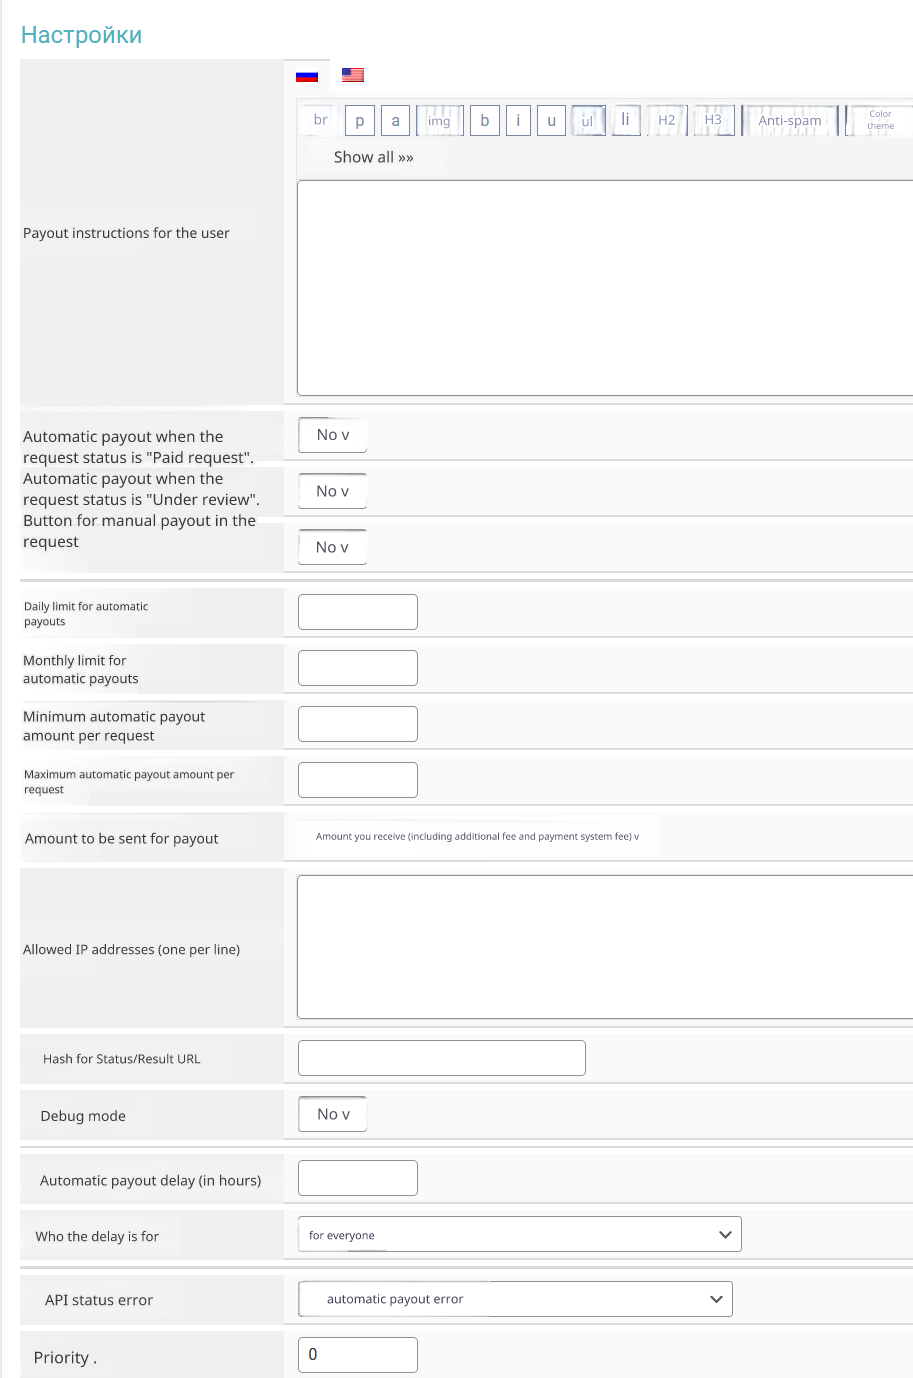 Настройки
br p a img b i u ul li H2 H3 Anti-spam Color theme
Show all »»
Payout instructions for the user
Automatic payout when the
request status is "Paid request".
No v
Automatic payout when the
request status is "Under review".
No v
Button for manual payout in the
request
No v
Daily limit for automatic
payouts
Monthly limit for
automatic payouts
Minimum automatic payout
amount per request
Maximum automatic payout amount per
request
Amount to be sent for payout
Amount you receive (including additional fee and payment system fee) v
Allowed IP addresses (one per line)
Hash for Status/Result URL
Debug mode
No v
Automatic payout delay (in hours)
Who the delay is for
for everyone
API status error
automatic payout error
Priority .
0